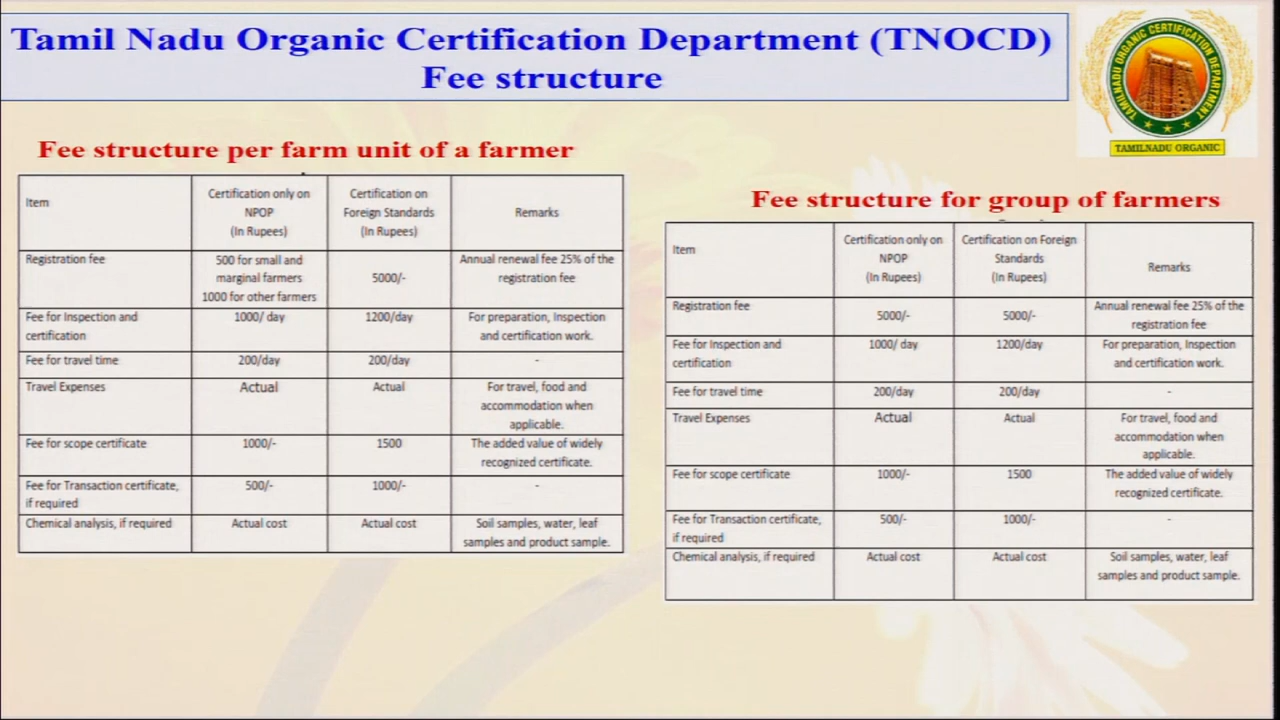 Tamil Nadu Organic Certification Department (TNOCD)
Fee structure
TAMILNADU ORGANIC CERTIFICATION DEPARTMENT
TAMILNADU ORGANIC
Fee structure per farm unit of a farmer
Item | Certification only on NPOP (In Rupees) | Certification on Foreign Standards (In Rupees) | Remarks
Registration fee | 500 for small and marginal farmers 1000 for other farmers | 5000/- | Annual renewal fee 25% of the registration fee
Fee for Inspection and certification | 1000/ day | 1200/day | For preparation, Inspection and certification work.
Fee for travel time | 200/day | 200/day | -
Travel Expenses | Actual | Actual | For travel, food and accommodation when applicable.
Fee for scope certificate | 1000/- | 1500 | The added value of widely recognized certificate.
Fee for Transaction certificate, if required | 500/- | 1000/- | -
Chemical analysis, if required | Actual cost | Actual cost | Soil samples, water, leaf samples and product sample.
Fee structure for group of farmers
Item | Certification only on NPOP (In Rupees) | Certification on Foreign Standards (In Rupees) | Remarks
Registration fee | 5000/- | 5000/- | Annual renewal fee 25% of the registration fee
Fee for Inspection and certification | 1000/ day | 1200/day | For preparation, Inspection and certification work.
Fee for travel time | 200/day | 200/day | -
Travel Expenses | Actual | Actual | For travel, food and accommodation when applicable.
Fee for scope certificate | 1000/- | 1500 | The added value of widely recognized certificate.
Fee for Transaction certificate, if required | 500/- | 1000/- | -
Chemical analysis, if required | Actual cost | Actual cost | Soil samples, water, leaf samples and product sample.